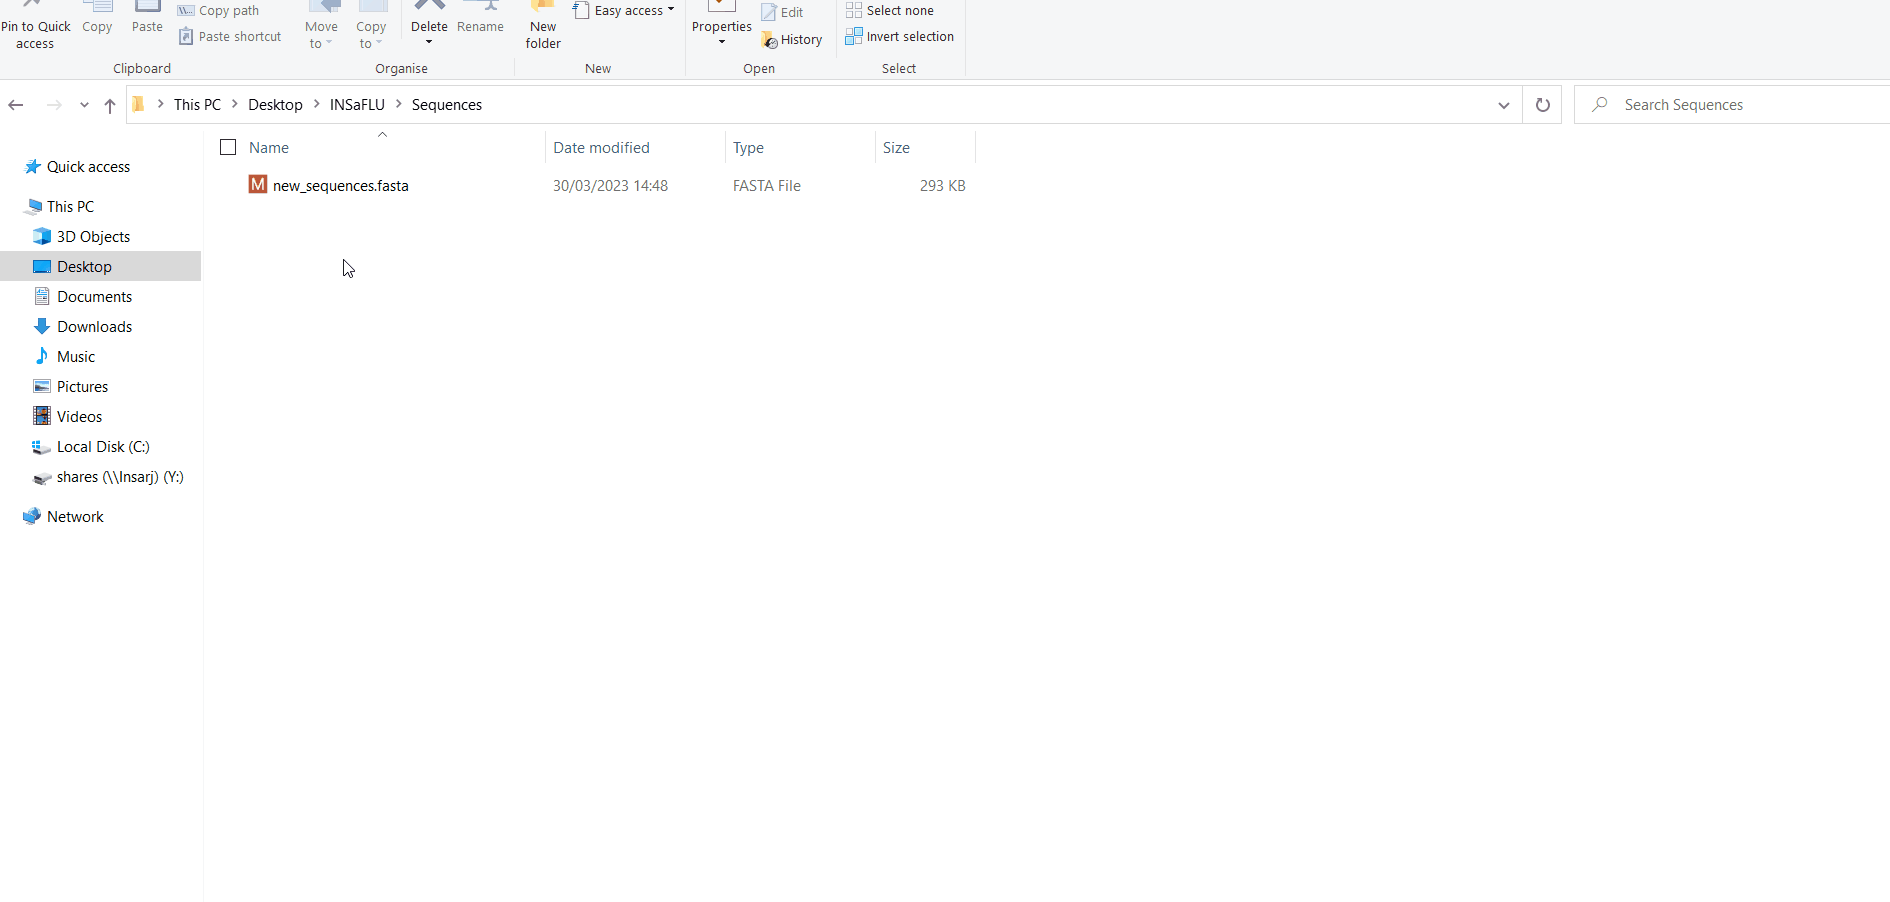 Pin to Quick access
Copy
Paste
Copy path
Paste shortcut
Clipboard
Move to
Copy to
Delete
Rename
Organise
New folder
Easy access
New
Properties
Edit
History
Open
Select none
Invert selection
Select
This PC > Desktop > INSaFLU > Sequences
Search Sequences
Name
Date modified
Type
Size
M new_sequences.fasta
30/03/2023 14:48
FASTA File
293 KB
Quick access
This PC
3D Objects
Desktop
Documents
Downloads
Music
Pictures
Videos
Local Disk (C:)
shares (\\Insarj) (Y:)
Network